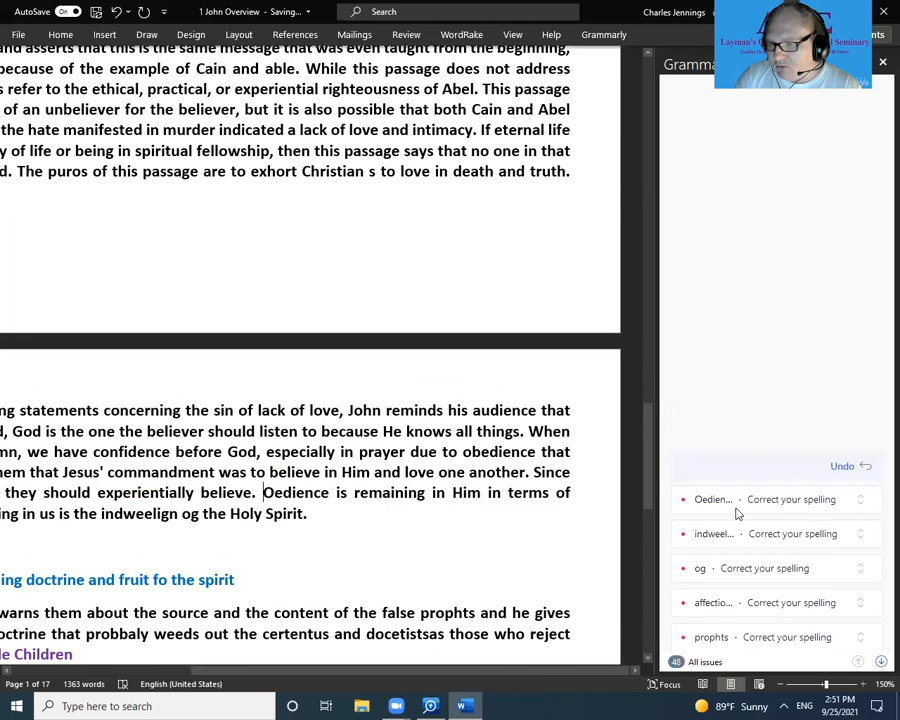 AutoSave On 1 John Overview - Saving... Search Charles Jennings
File Home Insert Draw Design Layout References Mailings Review WordRake View Help Grammarly
Layman's Seminary
and asserts that this is the same message that was even taught from the beginning,
because of the example of Cain and able. While this passage does not address
s refer to the ethical, practical, or experiential righteousness of Abel. This passage
of an unbeliever for the believer, but it is also possible that both Cain and Abel
the hate manifested in murder indicated a lack of love and intimacy. If eternal life
y of life or being in spiritual fellowship, then this passage says that no one in that
d. The puros of this passage are to exhort Christian s to love in death and truth.
ng statements concerning the sin of lack of love, John reminds his audience that
d, God is the one the believer should listen to because He knows all things. When
mn, we have confidence before God, especially in prayer due to obedience that
hem that Jesus' commandment was to believe in Him and love one another. Since
they should experientially believe. Oedience is remaining in Him in terms of
ing in us is the indweelign og the Holy Spirit.
ing doctrine and fruit fo the spirit
warns them about the source and the content of the false prophts and he gives
octrine that probbaly weeds out the certentus and docetistsas those who reject
le Children
Undo
Oedien... · Correct your spelling
indweel... · Correct your spelling
og · Correct your spelling
affectio... · Correct your spelling
prophts · Correct your spelling
48 All issues
Page 1 of 17 1363 words English (United States) Focus 150%
Type here to search 89°F Sunny 2:51 PM
9/25/2021